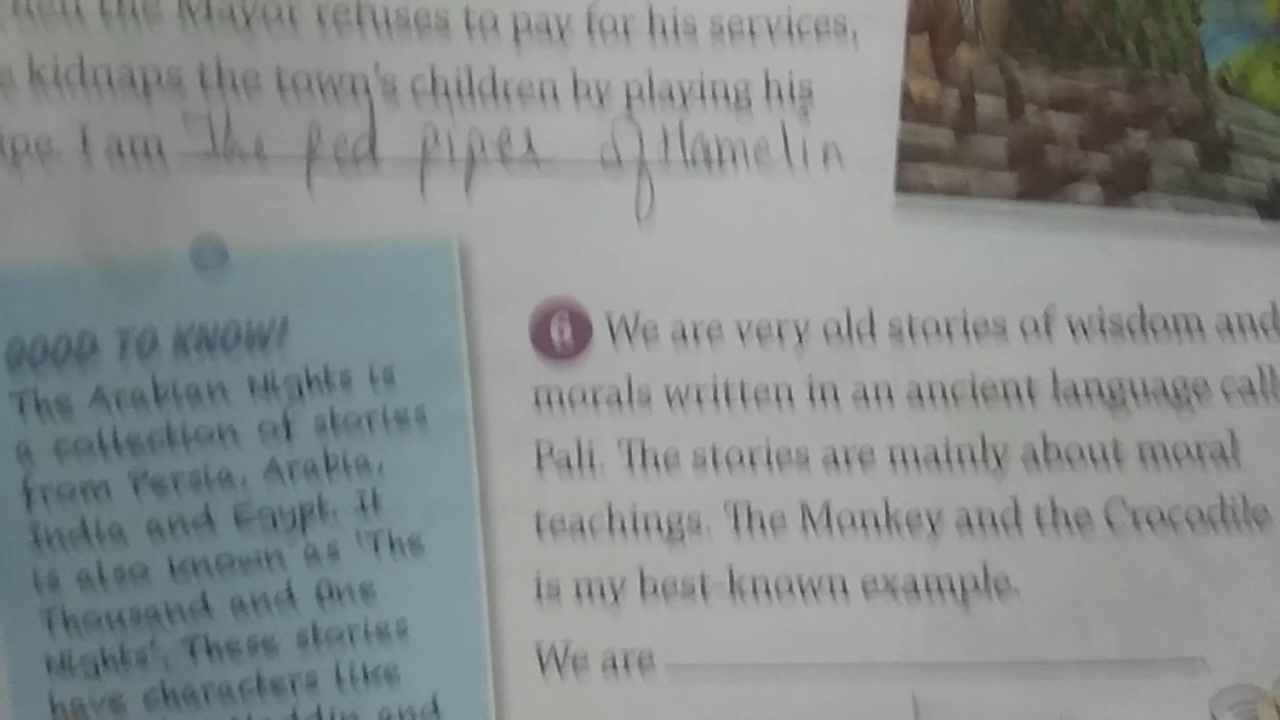 the Mayor refuses to pay for his services,
kidnaps the town's children by playing his
I am The ped piper of Hamelin
GOOD TO KNOW!
The Arabian Nights is
a collection of stories
from Persia, Arabia,
India and Egypt. It
is also known as 'The
Thousand and One
Nights'. These stories
have characters like
and
6 We are very old stories of wisdom and
morals written in an ancient language call
Pali. The stories are mainly about moral
teachings. The Monkey and the Crocodile
is my best-known example.
We are